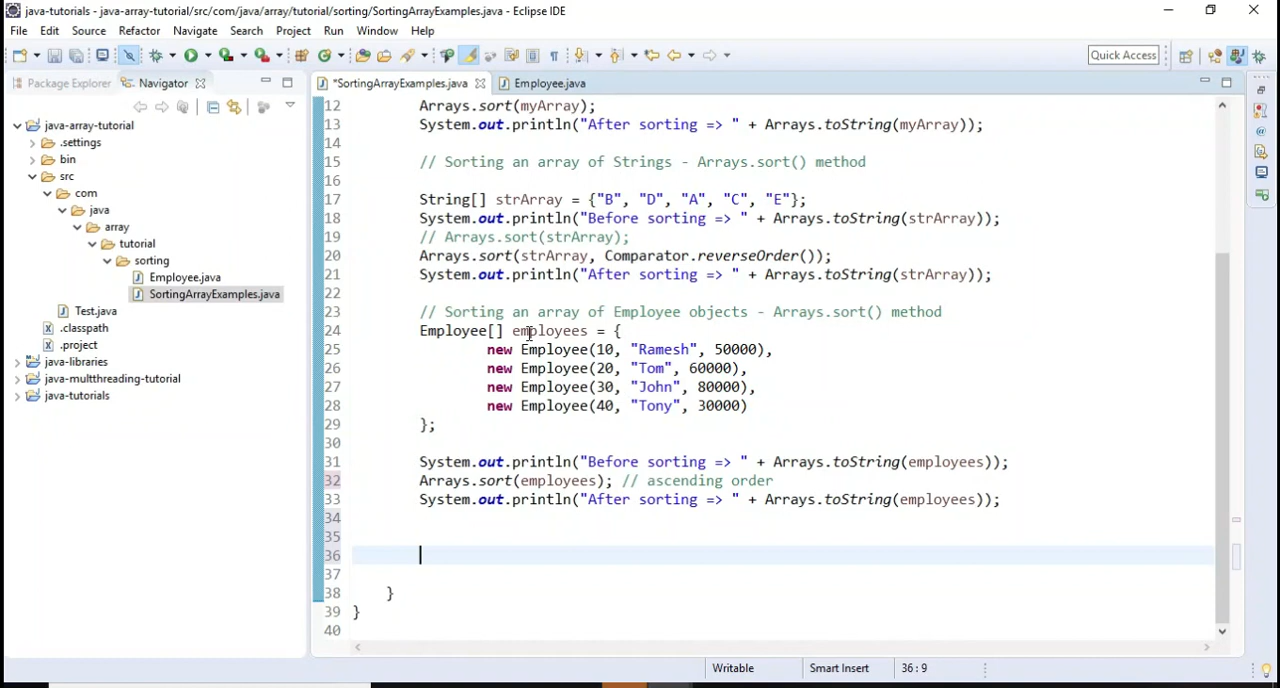 java-tutorials - java-array-tutorial/src/com/java/array/tutorial/sorting/SortingArrayExamples.java - Eclipse IDE
File Edit Source Refactor Navigate Search Project Run Window Help
Quick Access
Package Explorer Navigator *SortingArrayExamples.java Employee.java
java-array-tutorial
.settings
bin
src
com
java
array
tutorial
sorting
Employee.java
SortingArrayExamples.java
Test.java
.classpath
.project
java-libraries
java-multthreading-tutorial
java-tutorials
12 Arrays.sort(myArray);
13 System.out.println("After sorting => " + Arrays.toString(myArray));
14
15 // Sorting an array of Strings - Arrays.sort() method
16
17 String[] strArray = {"B", "D", "A", "C", "E"};
18 System.out.println("Before sorting => " + Arrays.toString(strArray));
19 // Arrays.sort(strArray);
20 Arrays.sort(strArray, Comparator.reverseOrder());
21 System.out.println("After sorting => " + Arrays.toString(strArray));
22
23 // Sorting an array of Employee objects - Arrays.sort() method
24 Employee[] employees = {
25 new Employee(10, "Ramesh", 50000),
26 new Employee(20, "Tom", 60000),
27 new Employee(30, "John", 80000),
28 new Employee(40, "Tony", 30000)
29 };
30
31 System.out.println("Before sorting => " + Arrays.toString(employees));
32 Arrays.sort(employees); // ascending order
33 System.out.println("After sorting => " + Arrays.toString(employees));
34
35
36
37
38 }
39 }
40
Writable Smart Insert 36:9